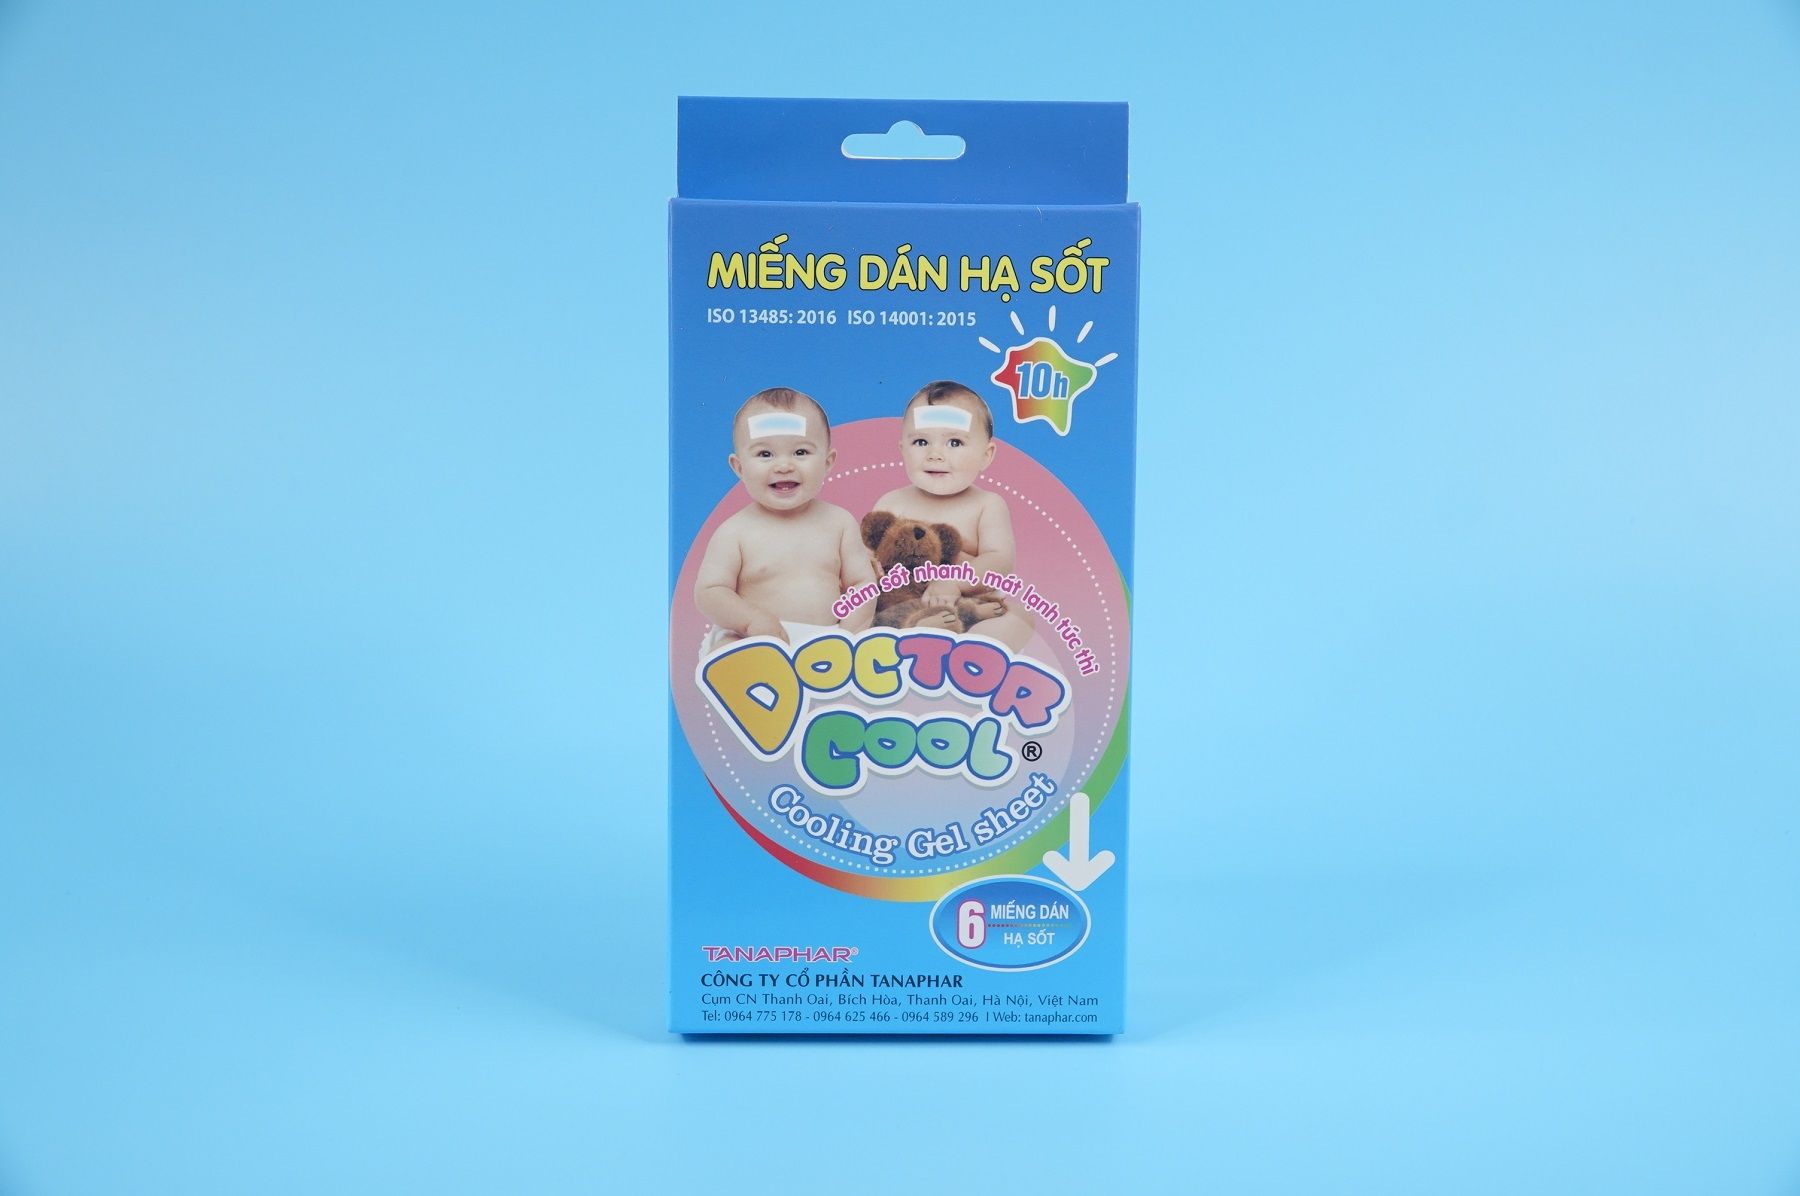 MIẾNG DÁN HẠ SỐT
ISO 13485: 2016 ISO 14001: 2015
10h
Giảm sốt nhanh, mát lạnh tức thì
DOCTOR
COOL ®
Cooling Gel sheet
6 MIẾNG DÁN
HẠ SỐT
TANAPHAR®
CÔNG TY CỔ PHẦN TANAPHAR
Cụm CN Thanh Oai, Bích Hòa, Thanh Oai, Hà Nội, Việt Nam
Tel: 0964 775 178 - 0964 625 466 - 0964 589 296 | Web: tanaphar.com